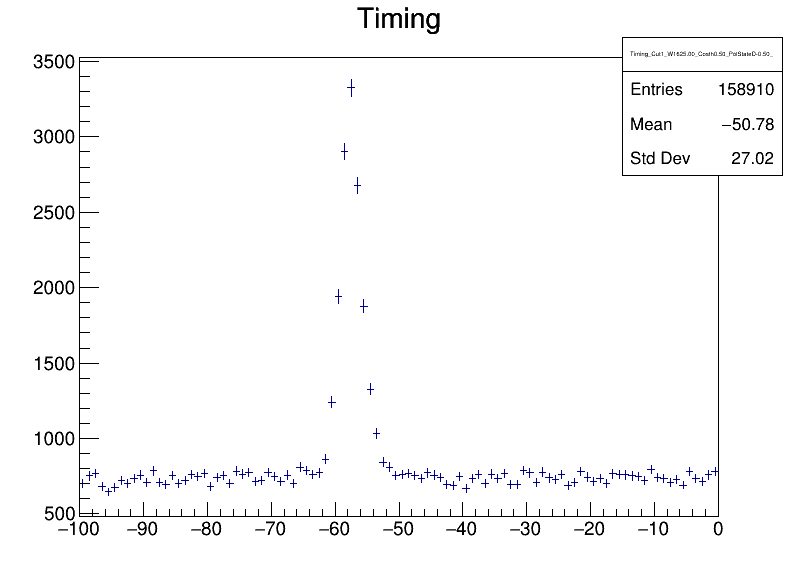 Timing
Timing_Cut1_W1625.00_Costh0.50_PolStateD-0.50_
Entries 158910
Mean −50.78
Std Dev 27.02
3500
3000
2500
2000
1500
1000
500
−100 −90 −80 −70 −60 −50 −40 −30 −20 −10 0